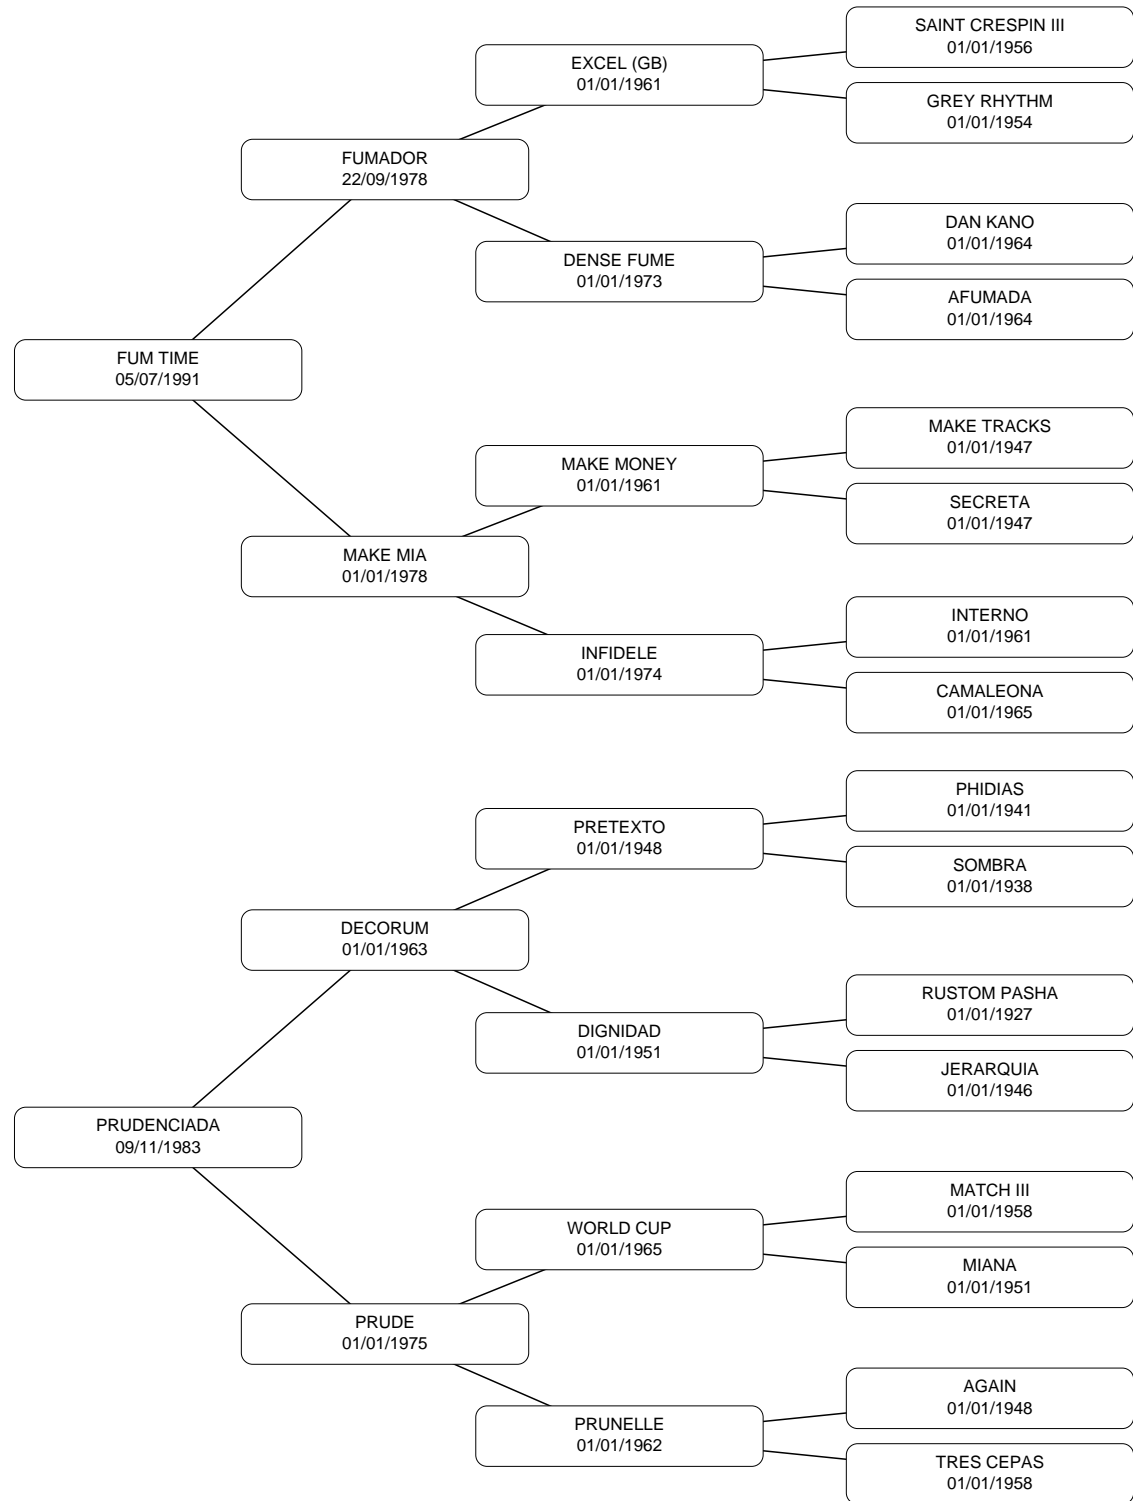 SAINT CRESPIN III
01/01/1956
EXCEL (GB)
01/01/1961
GREY RHYTHM
01/01/1954
FUMADOR
22/09/1978
DAN KANO
01/01/1964
DENSE FUME
01/01/1973
AFUMADA
01/01/1964
FUM TIME
05/07/1991
MAKE TRACKS
01/01/1947
MAKE MONEY
01/01/1961
SECRETA
01/01/1947
MAKE MIA
01/01/1978
INTERNO
01/01/1961
INFIDELE
01/01/1974
CAMALEONA
01/01/1965
PHIDIAS
01/01/1941
PRETEXTO
01/01/1948
SOMBRA
01/01/1938
DECORUM
01/01/1963
RUSTOM PASHA
01/01/1927
DIGNIDAD
01/01/1951
JERARQUIA
01/01/1946
PRUDENCIADA
09/11/1983
MATCH III
01/01/1958
WORLD CUP
01/01/1965
MIANA
01/01/1951
PRUDE
01/01/1975
AGAIN
01/01/1948
PRUNELLE
01/01/1962
TRES CEPAS
01/01/1958